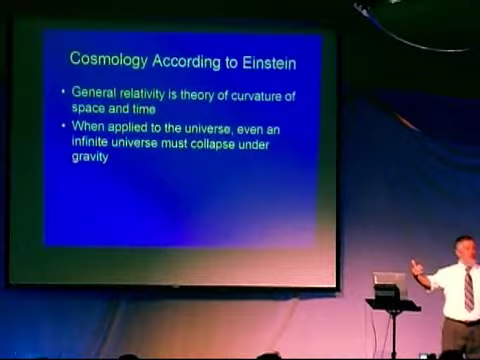 Cosmology According to Einstein
• General relativity is theory of curvature of
space and time
• When applied to the universe, even an
infinite universe must collapse under
gravity